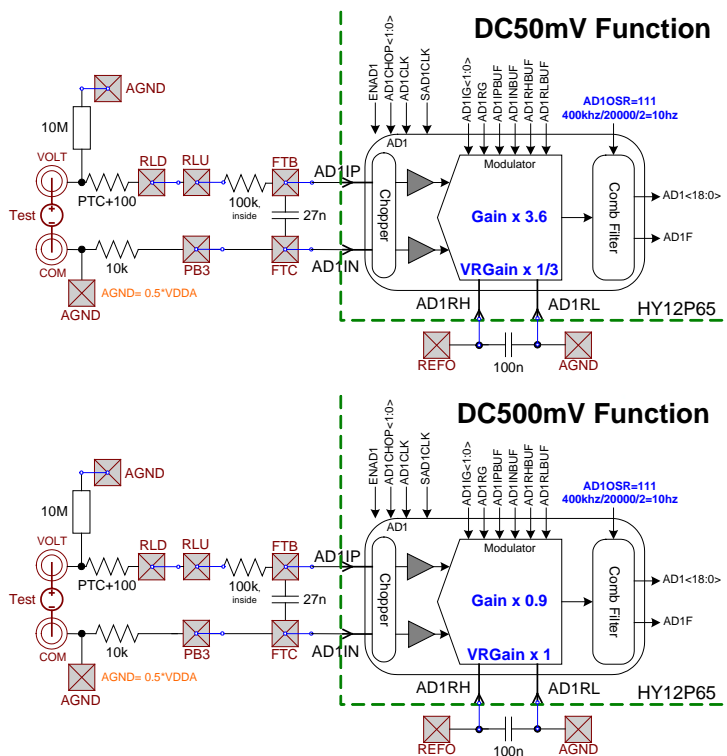 DC50mV Function
AGND
10M
VOLT
RLD
RLU
FTB
AD1IP
PTC+100
100k,
inside
27n
Test
10k
COM
PB3
FTC
AD1IN
AGND
AGND= 0.5*VDDA
ENAD1
AD1CHOP<1:0>
AD1CLK
SAD1CLK
AD1IG<1:0>
AD1RG
AD1IPBUF
AD1INBUF
AD1RHBUF
AD1RLBUF
AD1OSR=111
400khz/20000/2=10hz
AD1
Chopper
Modulator
Gain x 3.6
VRGain x 1/3
Comb Filter
AD1<18:0>
AD1F
AD1RH
AD1RL
HY12P65
REFO
100n
AGND
DC500mV Function
AGND
10M
VOLT
RLD
RLU
FTB
AD1IP
PTC+100
100k,
inside
27n
Test
10k
COM
PB3
FTC
AD1IN
AGND
AGND= 0.5*VDDA
ENAD1
AD1CHOP<1:0>
AD1CLK
SAD1CLK
AD1IG<1:0>
AD1RG
AD1IPBUF
AD1INBUF
AD1RHBUF
AD1RLBUF
AD1OSR=111
400khz/20000/2=10hz
AD1
Chopper
Modulator
Gain x 0.9
VRGain x 1
Comb Filter
AD1<18:0>
AD1F
AD1RH
AD1RL
HY12P65
REFO
100n
AGND